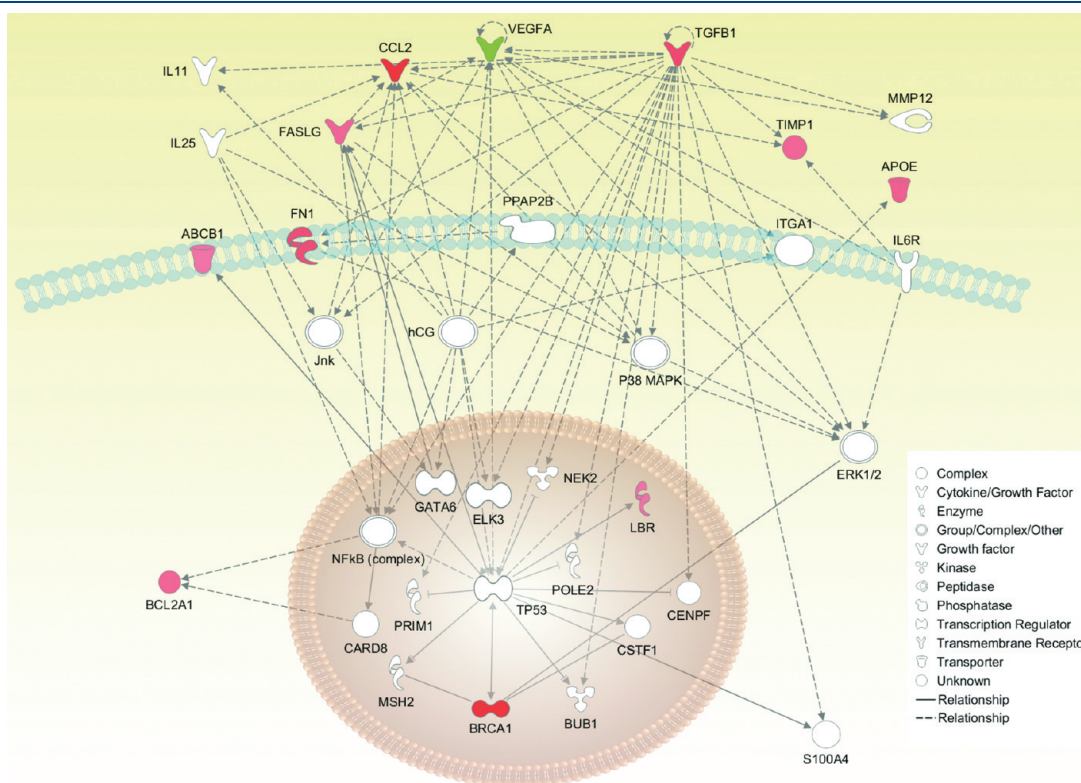 VEGFA
TGFB1
CCL2
IL11
MMP12
FASLG
TIMP1
IL25
APOE
PPAP2B
FN1
ITGA1
ABCB1
IL6R
hCG
Jnk
P38 MAPK
ERK1/2
NEK2
GATA6
ELK3
LBR
NFkB (complex)
POLE2
BCL2A1
TP53
CENPF
PRIM1
CARD8
CSTF1
MSH2
BRCA1
BUB1
S100A4
Complex
Cytokine/Growth Factor
Enzyme
Group/Complex/Other
Growth factor
Kinase
Peptidase
Phosphatase
Transcription Regulator
Transmembrane Recepto
Transporter
Unknown
Relationship
Relationship